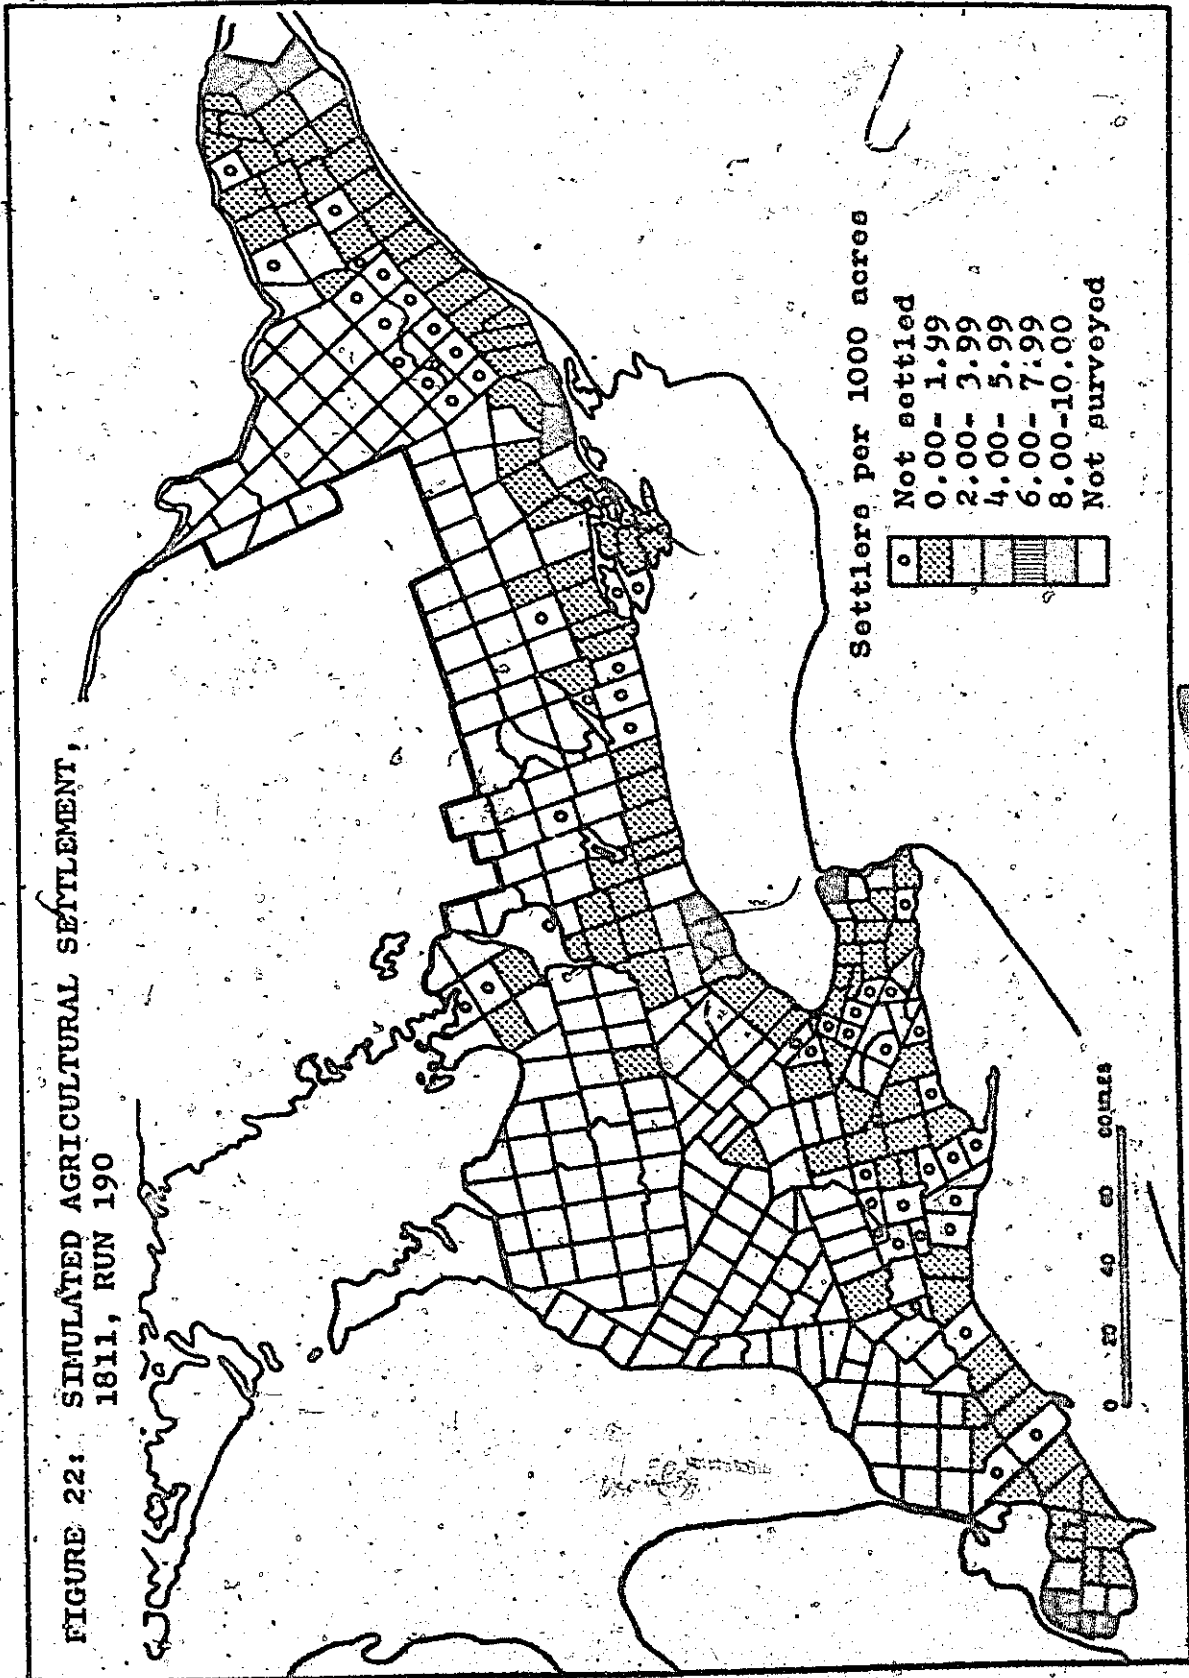 FIGURE 22: SIMULATED AGRICULTURAL SETTLEMENT,
1811, RUN 190
Settlers per 1000 acres
Not settled
0.00- 1.99
2.00- 3.99
4.00- 5.99
6.00- 7.99
8.00-10.00
Not surveyed
0 20 40 60